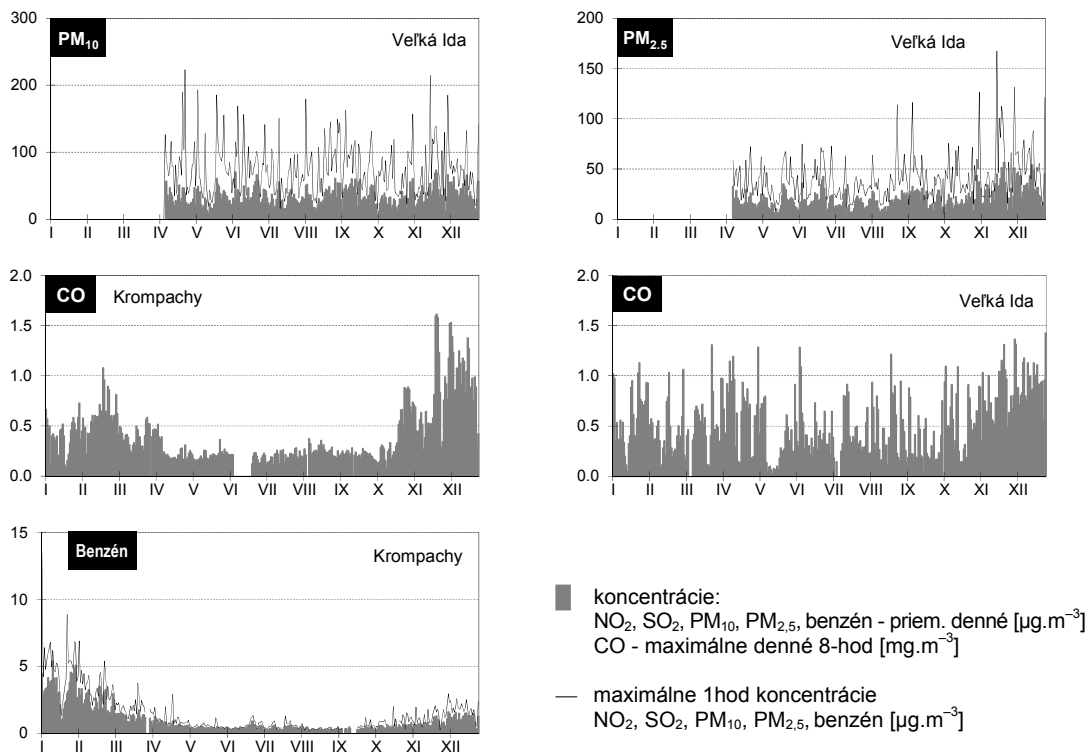 PM10
Veľká Ida
300
200
100
0
I II III IV V VI VII VIII IX X XI XII
PM2.5
Veľká Ida
200
150
100
50
0
I II III IV V VI VII VIII IX X XI XII
CO
Krompachy
2.0
1.5
1.0
0.5
0.0
I II III IV V VI VII VIII IX X XI XII
CO
Veľká Ida
2.0
1.5
1.0
0.5
0.0
I II III IV V VI VII VIII IX X XI XII
Benzén
Krompachy
15
10
5
0
I II III IV V VI VII VIII IX X XI XII
koncentrácie:
NO2, SO2, PM10, PM2,5, benzén - priem. denné [µg.m–3]
CO - maximálne denné 8-hod [mg.m–3]
maximálne 1hod koncentrácie
NO2, SO2, PM10, PM2,5, benzén [µg.m–3]